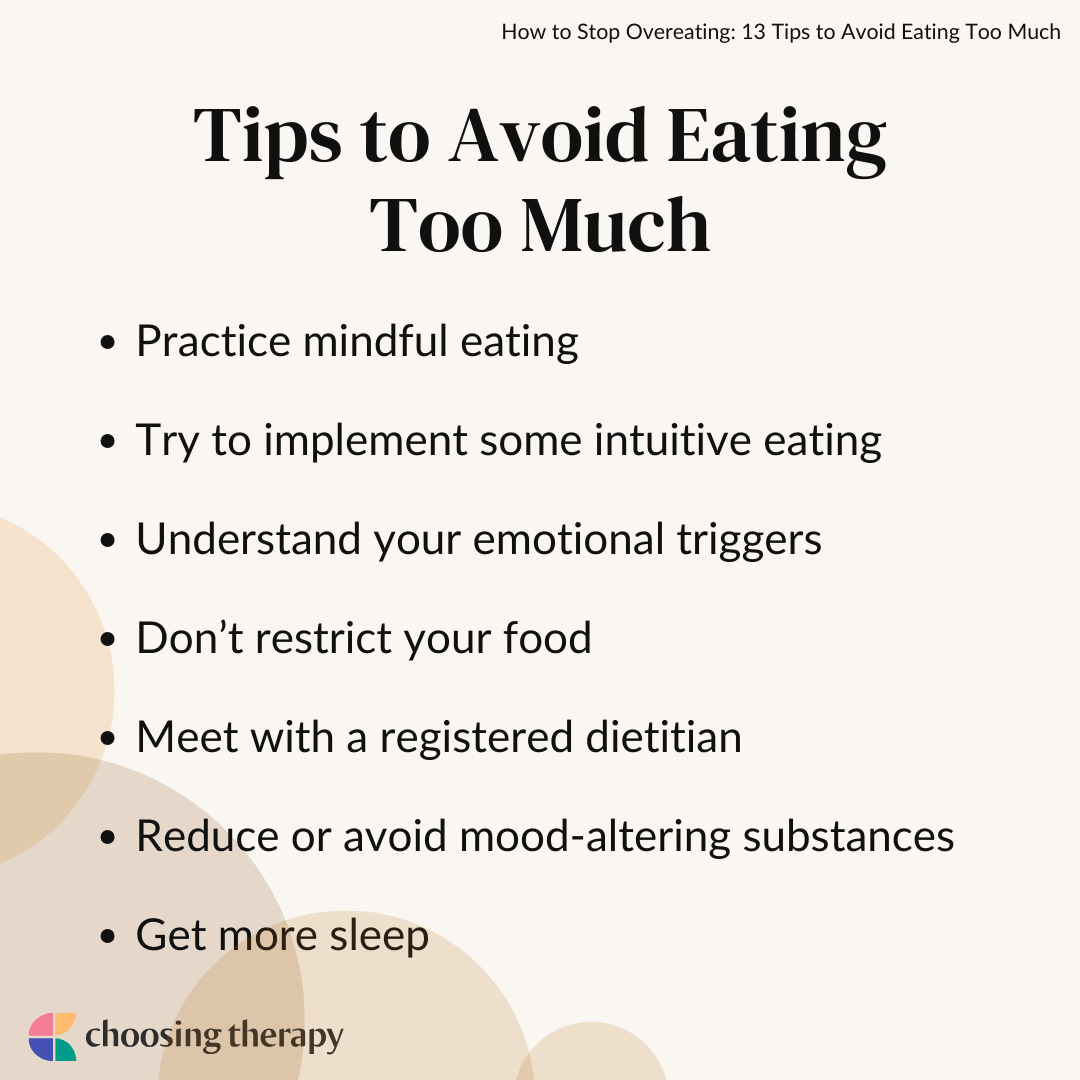 How to Stop Overeating: 13 Tips to Avoid Eating Too Much
Tips to Avoid Eating
Too Much
• Practice mindful eating
• Try to implement some intuitive eating
• Understand your emotional triggers
• Don’t restrict your food
• Meet with a registered dietitian
• Reduce or avoid mood-altering substances
• Get more sleep
choosing therapy